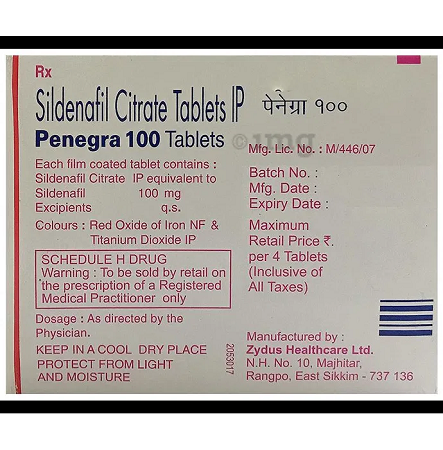 Rx
Sildenafil Citrate Tablets IP पेनेग्रा १००
Penegra 100 Tablets
1mg
Each film coated tablet contains :
Sildenafil Citrate IP equivalent to
Sildenafil 100 mg
Excipients q.s.
Colours : Red Oxide of Iron NF &
Titanium Dioxide IP
SCHEDULE H DRUG
Warning : To be sold by retail on
the prescription of a Registered
Medical Practitioner only
Dosage : As directed by the
Physician.
KEEP IN A COOL DRY PLACE
PROTECT FROM LIGHT
AND MOISTURE
2053017
Mfg. Lic. No. : M/446/07
Batch No. :
Mfg. Date :
Expiry Date :
Maximum
Retail Price ₹.
per 4 Tablets
(Inclusive of
All Taxes)
Manufactured by :
Zydus Healthcare Ltd.
N.H. No. 10, Majhitar,
Rangpo, East Sikkim - 737 136